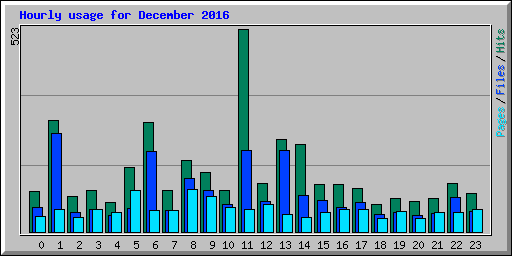 Hourly usage for December 2016
523
Pages/Files/Hits
0 1 2 3 4 5 6 7 8 9 10 11 12 13 14 15 16 17 18 19 20 21 22 23